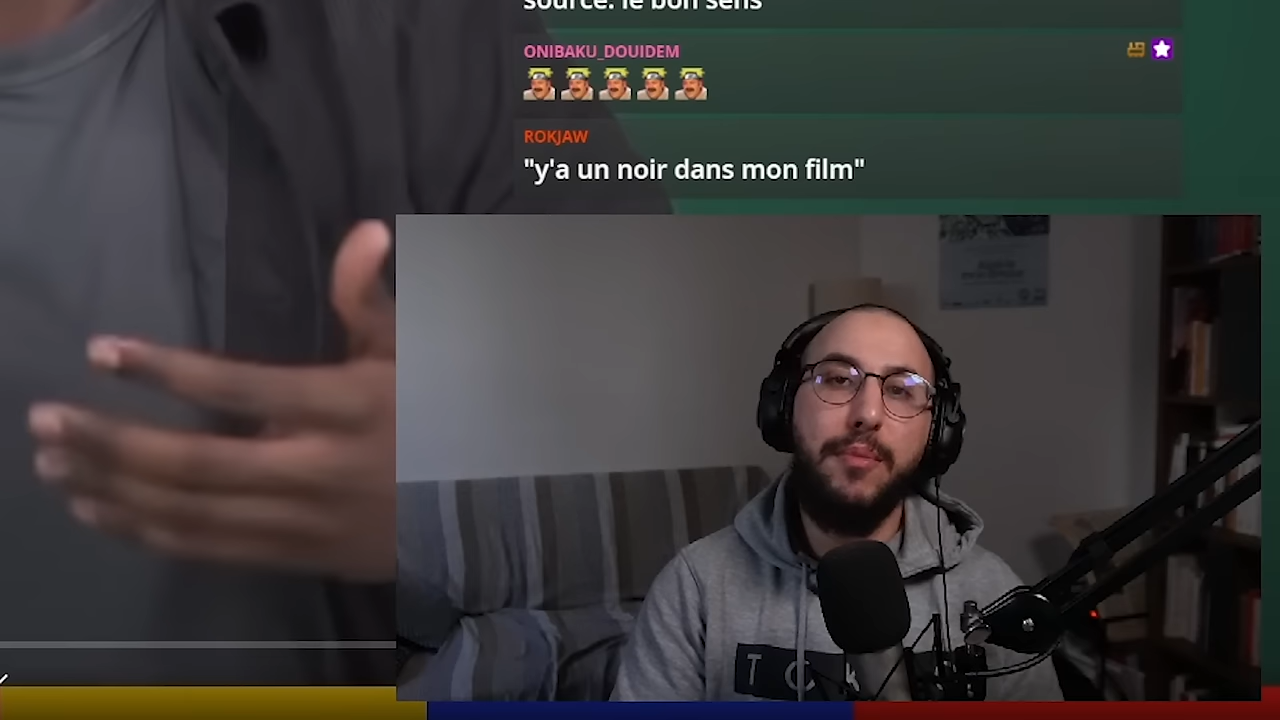 source: le bon sens
ONIBAKU_DOUIDEM
ROKJAW
"y'a un noir dans mon film"